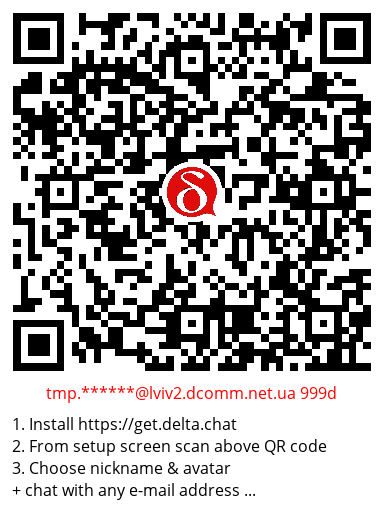 δ
tmp.******@lviv2.dcomm.net.ua 999d
1. Install https://get.delta.chat
2. From setup screen scan above QR code
3. Choose nickname & avatar
+ chat with any e-mail address ...